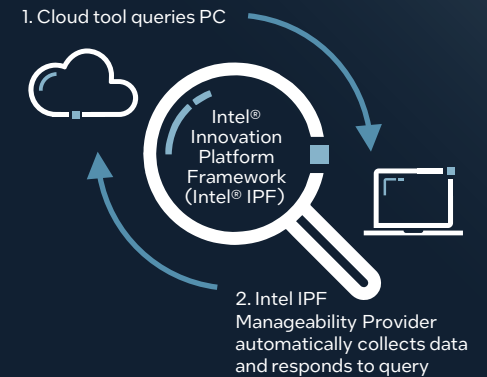 1. Cloud tool queries PC
Intel®
Innovation
Platform
Framework
(Intel® IPF)
2. Intel IPF
Manageability Provider
automatically collects data
and responds to query